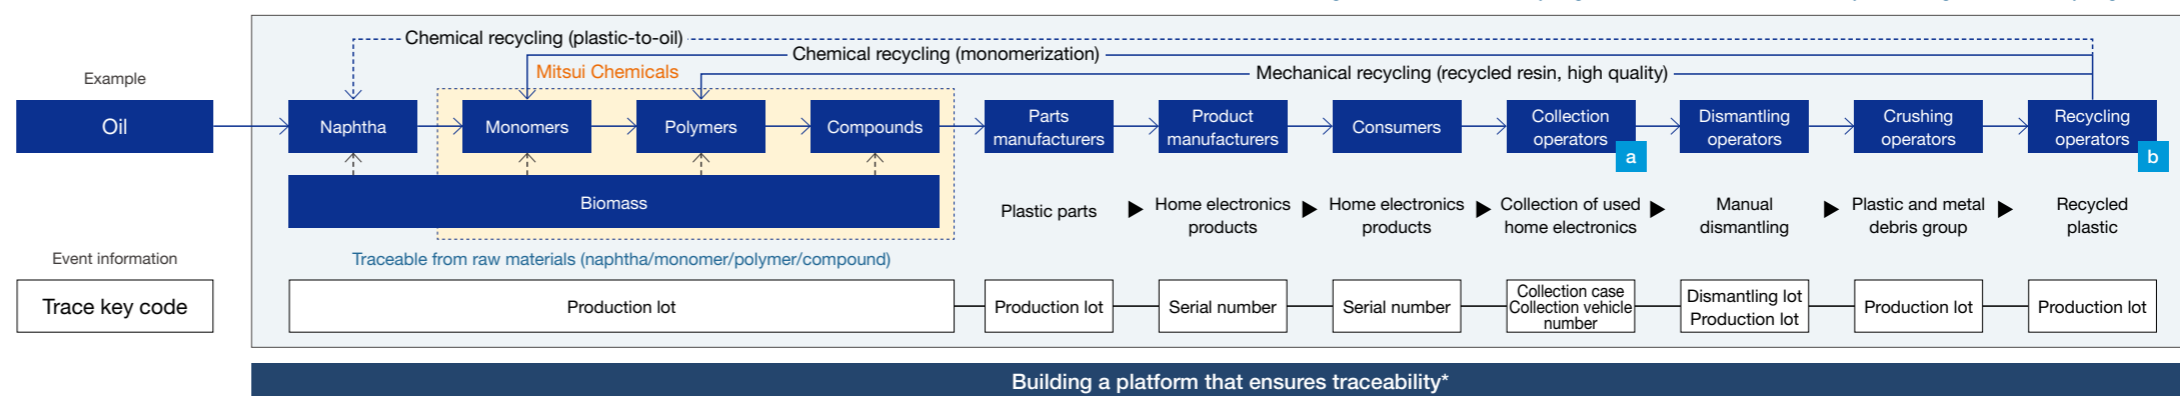 Chemical recycling (plastic-to-oil)
Chemical recycling (monomerization)
Mitsui Chemicals
Mechanical recycling (recycled resin, high quality)
Example
Oil
Naphtha
Monomers
Polymers
Compounds
Parts
manufacturers
Product
manufacturers
Consumers
Collection
operators
a
Dismantling
operators
Crushing
operators
Recycling
operators
b
Biomass
Plastic parts
Home electronics
products
Home electronics
products
Collection of used
home electronics
Manual
dismantling
Plastic and metal
debris group
Recycled
plastic
Traceable from raw materials (naphtha/monomer/polymer/compound)
Event information
Trace key code
Production lot
Production lot
Serial number
Serial number
Collection case
Collection vehicle
number
Dismantling lot
Production lot
Production lot
Production lot
Building a platform that ensures traceability*